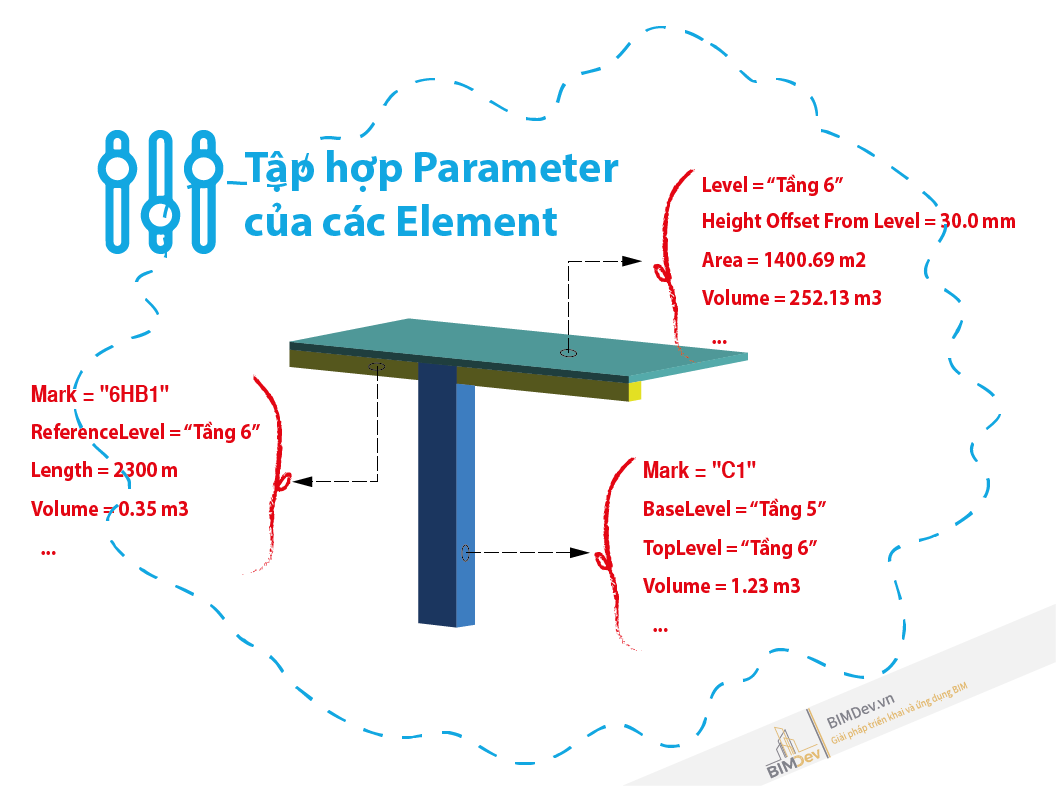 Tập hợp Parameter
của các Element
Level = “Tầng 6”
Height Offset From Level = 30.0 mm
Area = 1400.69 m2
Volume = 252.13 m3
...
Mark = "6HB1"
ReferenceLevel = “Tầng 6”
Length = 2300 m
Volume = 0.35 m3
...
Mark = "C1"
BaseLevel = “Tầng 5”
TopLevel = “Tầng 6”
Volume = 1.23 m3
...
BIMDev
BIMDev.vn
Giải pháp triển khai và ứng dụng BIM